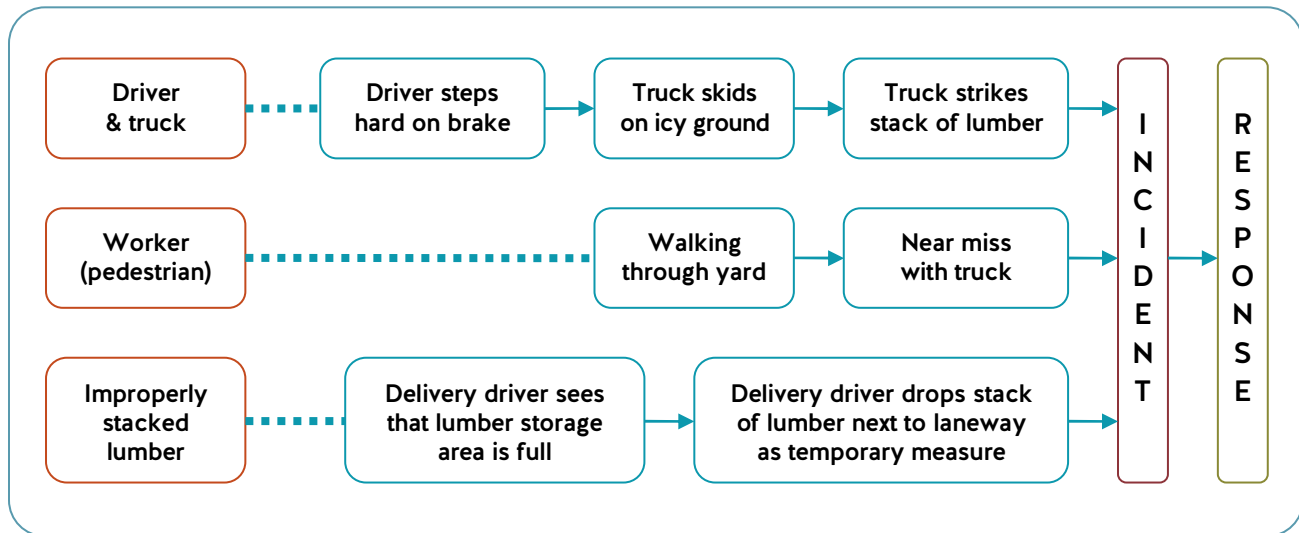 Driver
& truck
Driver steps
hard on brake
Truck skids
on icy ground
Truck strikes
stack of lumber
Worker
(pedestrian)
Walking
through yard
Near miss
with truck
Improperly
stacked
lumber
Delivery driver sees
that lumber storage
area is full
Delivery driver drops stack
of lumber next to laneway
as temporary measure
INCIDENT
RESPONSE